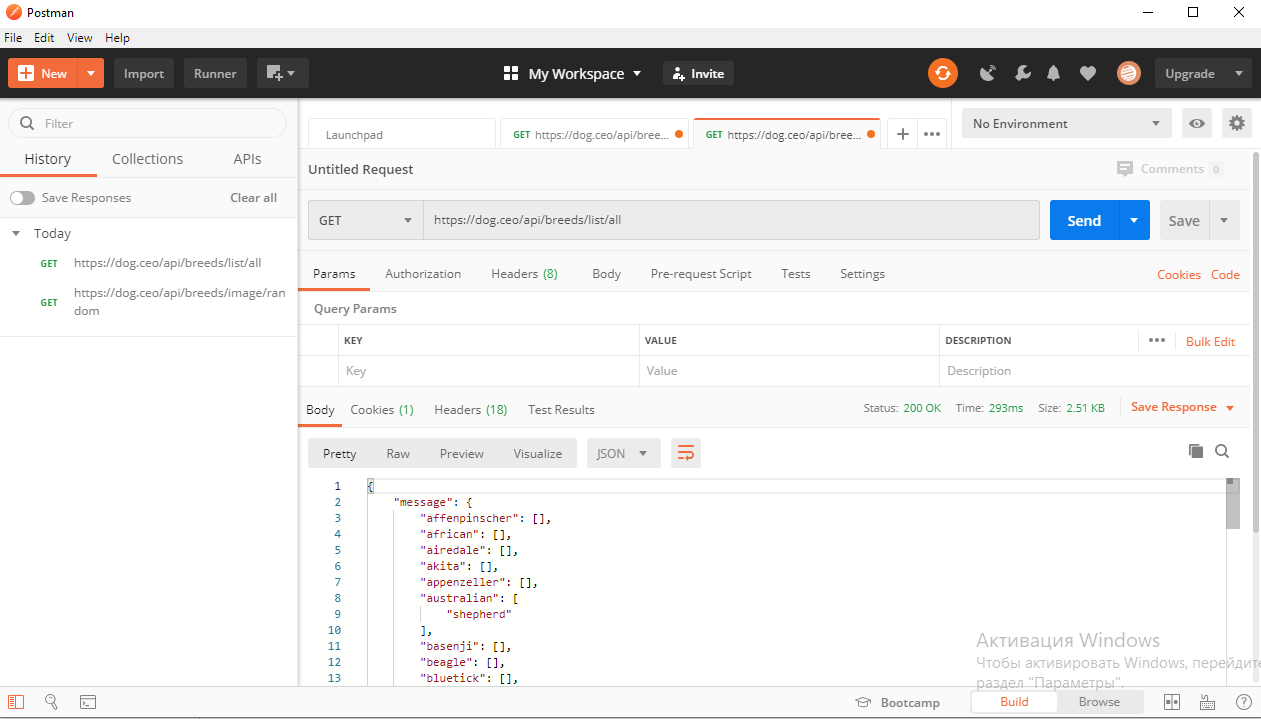 Postman
File Edit View Help
New Import Runner My Workspace Invite Upgrade
Filter
History Collections APIs
Save Responses Clear all
Today
GET https://dog.ceo/api/breeds/list/all
GET https://dog.ceo/api/breeds/image/ran
dom
Launchpad GET https://dog.ceo/api/bree... GET https://dog.ceo/api/bree... + ••• No Environment
Untitled Request Comments 0
GET https://dog.ceo/api/breeds/list/all Send Save
Params Authorization Headers (8) Body Pre-request Script Tests Settings Cookies Code
Query Params
KEY VALUE DESCRIPTION ••• Bulk Edit
Key Value Description
Body Cookies (1) Headers (18) Test Results Status: 200 OK Time: 293ms Size: 2.51 KB Save Response
Pretty Raw Preview Visualize JSON
1 {
2 "message": {
3 "affenpinscher": [],
4 "african": [],
5 "airedale": [],
6 "akita": [],
7 "appenzeller": [],
8 "australian": [
9 "shepherd"
10 ],
11 "basenji": [],
12 "beagle": [],
13 "bluetick": [],
Активация Windows
Чтобы активировать Windows, перейдите
раздел "Параметры".
Bootcamp Build Browse